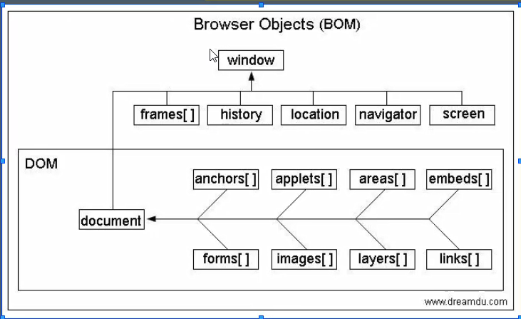 Browser Objects (BOM)
window
frames[ ] history location navigator screen
DOM
anchors[ ] applets[ ] areas[ ] embeds[ ]
document
forms[ ] images[ ] layers[ ] links[ ]
www.dreamdu.com